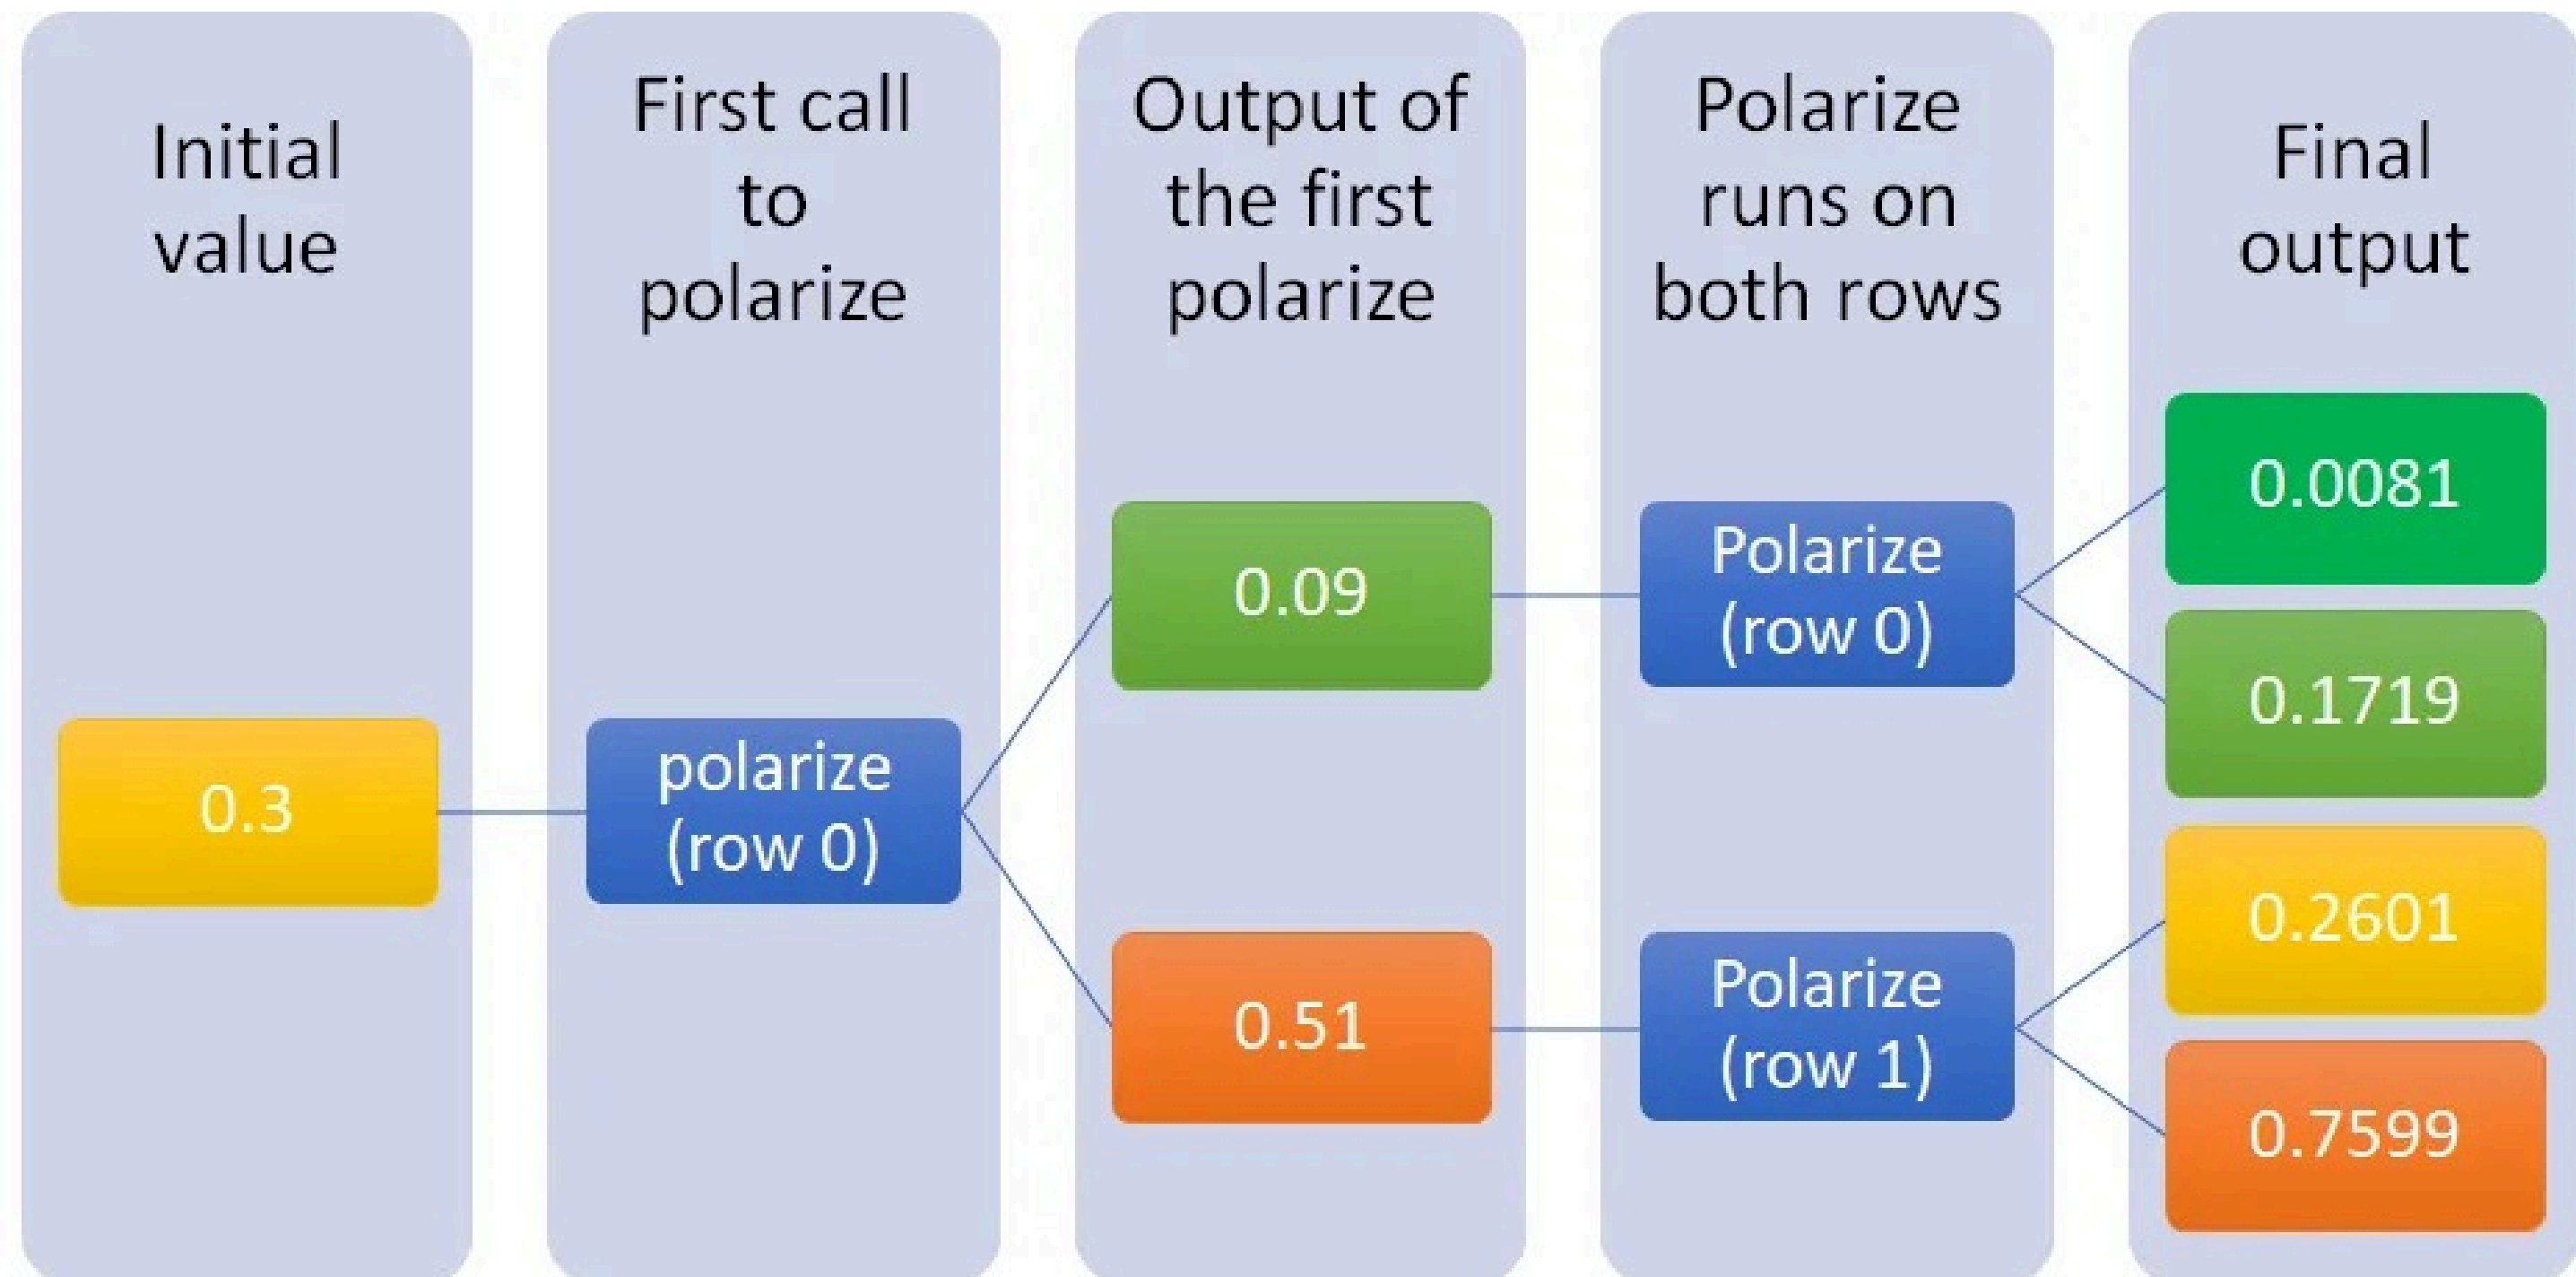 Initial
value
First call
to
polarize
Output of
the first
polarize
Polarize
runs on
both rows
Final
output
0.3
polarize
(row 0)
0.09
0.51
Polarize
(row 0)
Polarize
(row 1)
0.0081
0.1719
0.2601
0.7599